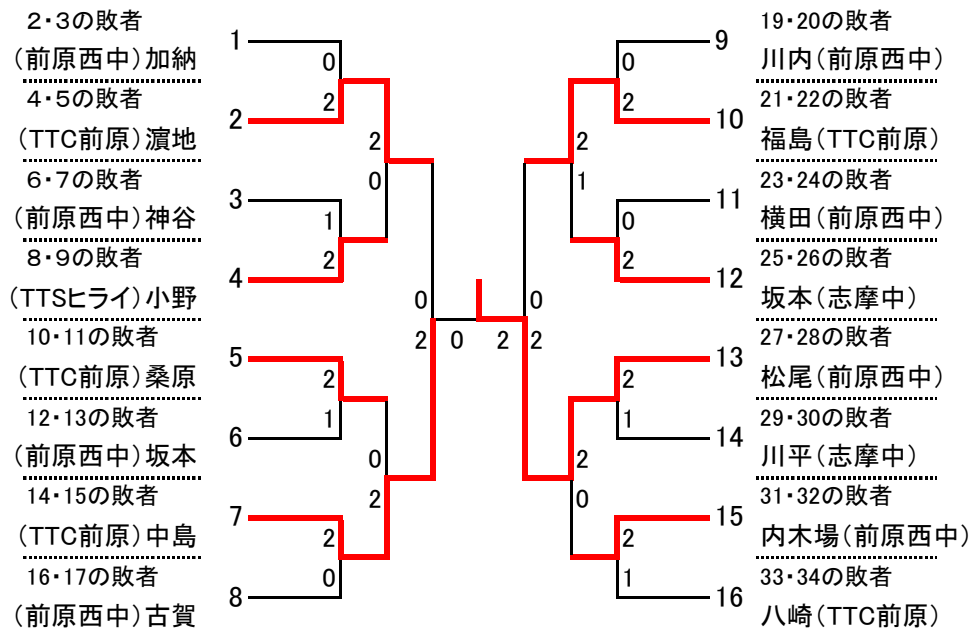 2・3の敗者
(前原西中)加納
1
0
4・5の敗者
(TTC前原)濵地
2
2
2
6・7の敗者
(前原西中)神谷
3
1
0
8・9の敗者
(TTSヒライ)小野
4
2
0
10・11の敗者
(TTC前原)桑原
5
2
2
0
12・13の敗者
(前原西中)坂本
6
1
0
14・15の敗者
(TTC前原)中島
7
2
2
16・17の敗者
(前原西中)古賀
8
0
19・20の敗者
9
川内(前原西中)
0
21・22の敗者
2
10
福島(TTC前原)
2
23・24の敗者
11
横田(前原西中)
1
0
25・26の敗者
2
12
坂本(志摩中)
0
27・28の敗者
2
2
13
松尾(前原西中)
2
29・30の敗者
1
14
川平(志摩中)
2
31・32の敗者
0
15
内木場(前原西中)
2
33・34の敗者
1
16
八崎(TTC前原)